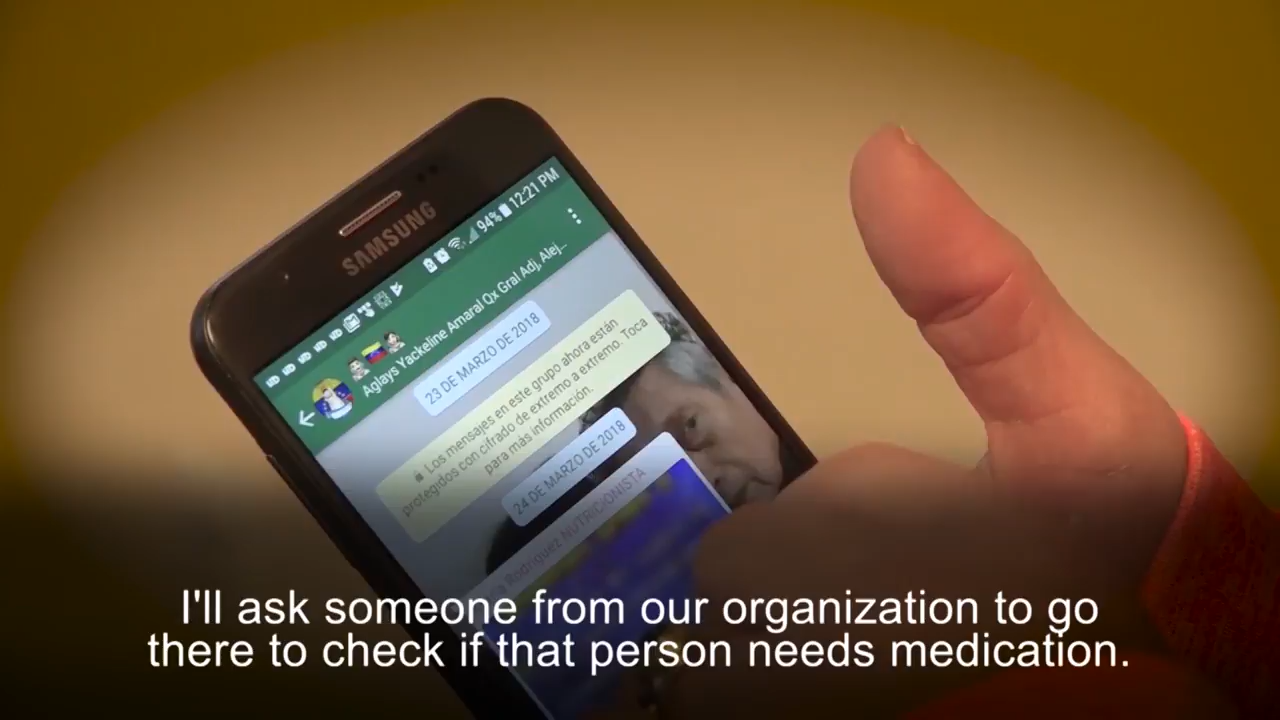 SAMSUNG
94% 12:21 PM
Aglays Yackeline Amaral Qx Gral Adj, Alej...
23 DE MARZO DE 2018
Los mensajes en este grupo ahora están
protegidos con cifrado de extremo a extremo. Toca
para más información.
24 DE MARZO DE 2018
Rodriguez NUTRICIONISTA
I'll ask someone from our organization to go
there to check if that person needs medication.